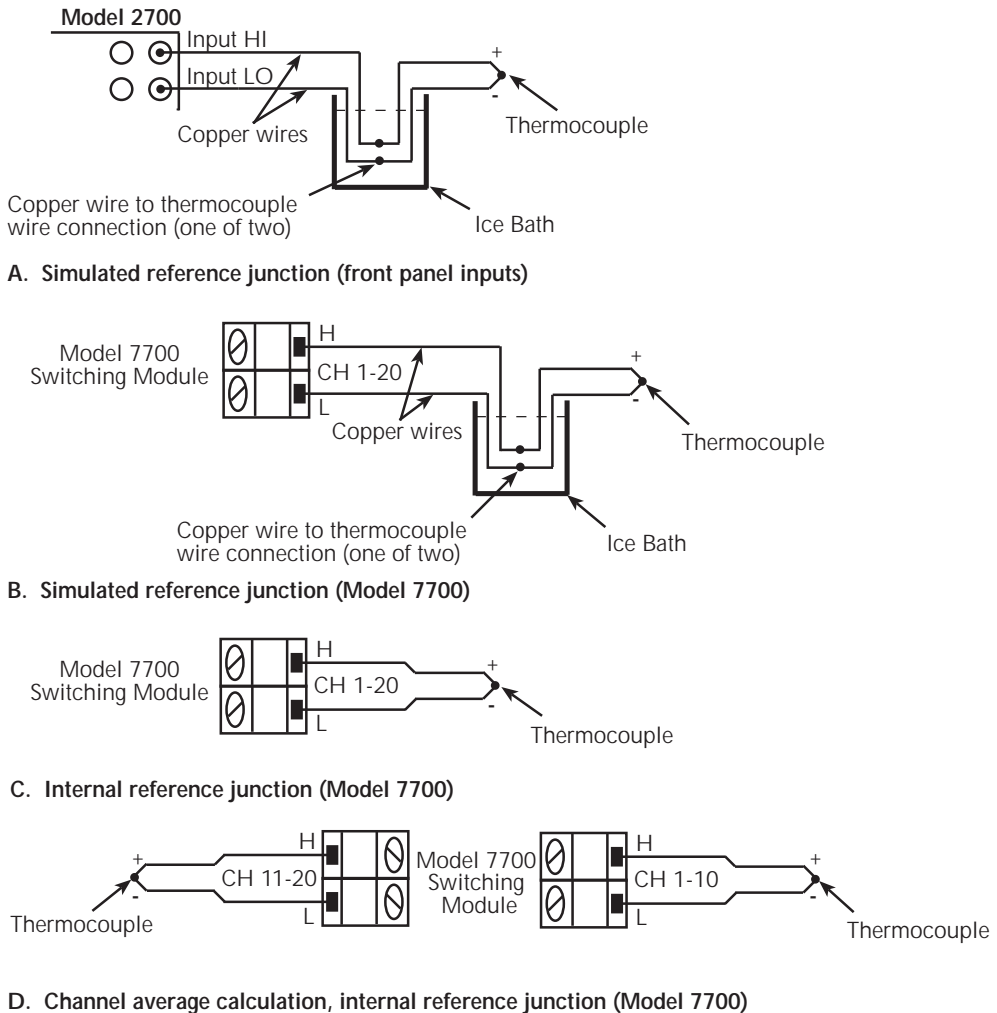 Model 2700
Input HI
Input LO
+
-
Copper wires
Thermocouple
Copper wire to thermocouple
wire connection (one of two)
Ice Bath
A. Simulated reference junction (front panel inputs)
Model 7700
Switching Module
H
CH 1-20
L
+
-
Copper wires
Thermocouple
Copper wire to thermocouple
wire connection (one of two)
Ice Bath
B. Simulated reference junction (Model 7700)
Model 7700
Switching Module
H
CH 1-20
L
+
-
Thermocouple
C. Internal reference junction (Model 7700)
+
-
Thermocouple
H
CH 11-20
L
Model 7700
Switching
Module
H
CH 1-10
L
+
-
Thermocouple
D. Channel average calculation, internal reference junction (Model 7700)